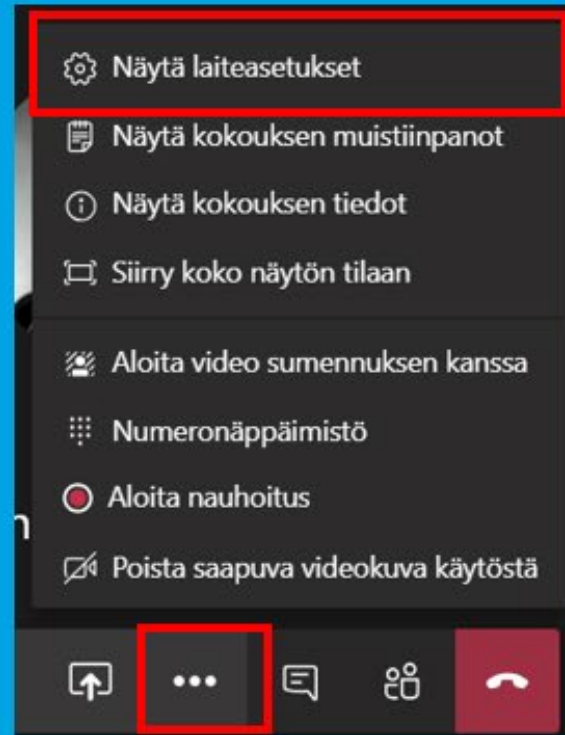 Näytä laiteasetukset
Näytä kokouksen muistiinpanot
Näytä kokouksen tiedot
Siirry koko näytön tilaan
Aloita video sumennuksen kanssa
Numeronäppäimistö
Aloita nauhoitus
n
Poista saapuva videokuva käytöstä